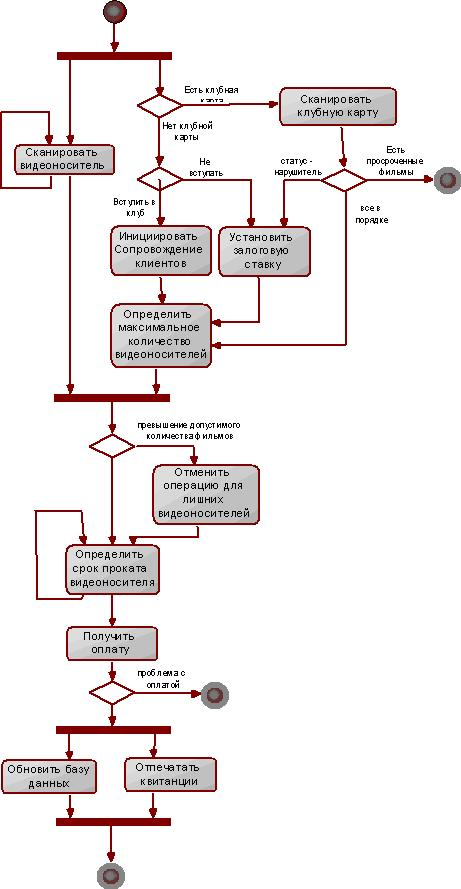 Есть клубная
карта
Сканировать
клубную карту
Нет клубной
карты
Сканировать
видеоноситель
Не
вступать
статус -
нарушитель
Есть
просроченные
фильмы
Вступить в
клуб
все в
порядке
Инициировать
Сопровождение
клиентов
Установить
залоговую
ставку
Определить
максимальное
количество
видеоносителей
превышение допустимого
количества фильмов
Отменить
операцию для
лишних
видеоносителей
Определить
срок проката
видеоносителя
Получить
оплату
проблема с
оплатой
Обновить базу
данных
Отпечатать
квитанции